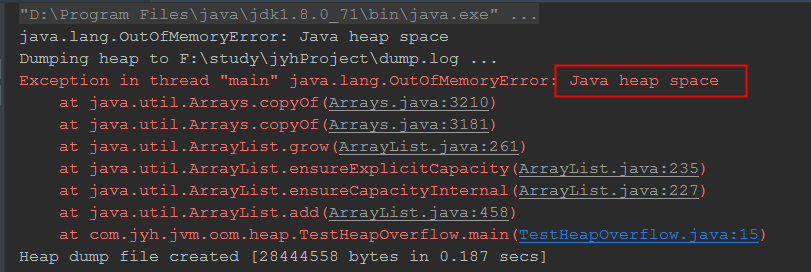 "D:\Program Files\java\jdk1.8.0_71\bin\java.exe" ...
java.lang.OutOfMemoryError: Java heap space
Dumping heap to F:\study\jyhProject\dump.log ...
Exception in thread "main" java.lang.OutOfMemoryError: Java heap space
at java.util.Arrays.copyOf(Arrays.java:3210)
at java.util.Arrays.copyOf(Arrays.java:3181)
at java.util.ArrayList.grow(ArrayList.java:261)
at java.util.ArrayList.ensureExplicitCapacity(ArrayList.java:235)
at java.util.ArrayList.ensureCapacityInternal(ArrayList.java:227)
at java.util.ArrayList.add(ArrayList.java:458)
at com.jyh.jvm.oom.heap.TestHeapOverflow.main(TestHeapOverflow.java:15)
Heap dump file created [28444558 bytes in 0.187 secs]